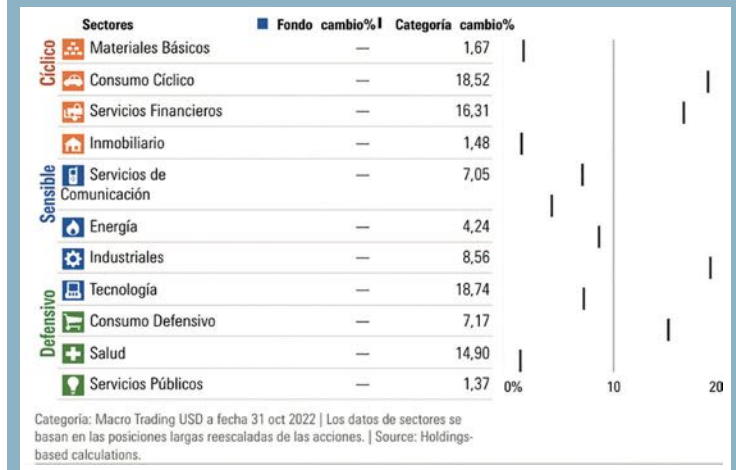 Sectores Fondo cambio% Categoría cambio%
Cíclico
Materiales Básicos — 1,67
Consumo Cíclico — 18,52
Servicios Financieros — 16,31
Inmobiliario — 1,48
Sensible
Servicios de — 7,05
Comunicación
Energía — 4,24
Industriales — 8,56
Tecnología — 18,74
Defensivo
Consumo Defensivo — 7,17
Salud — 14,90
Servicios Públicos — 1,37
0% 10 20
Categoría: Macro Trading USD a fecha 31 oct 2022 | Los datos de sectores se
basan en las posiciones largas reescaladas de las acciones. | Source: Holdings-
based calculations.